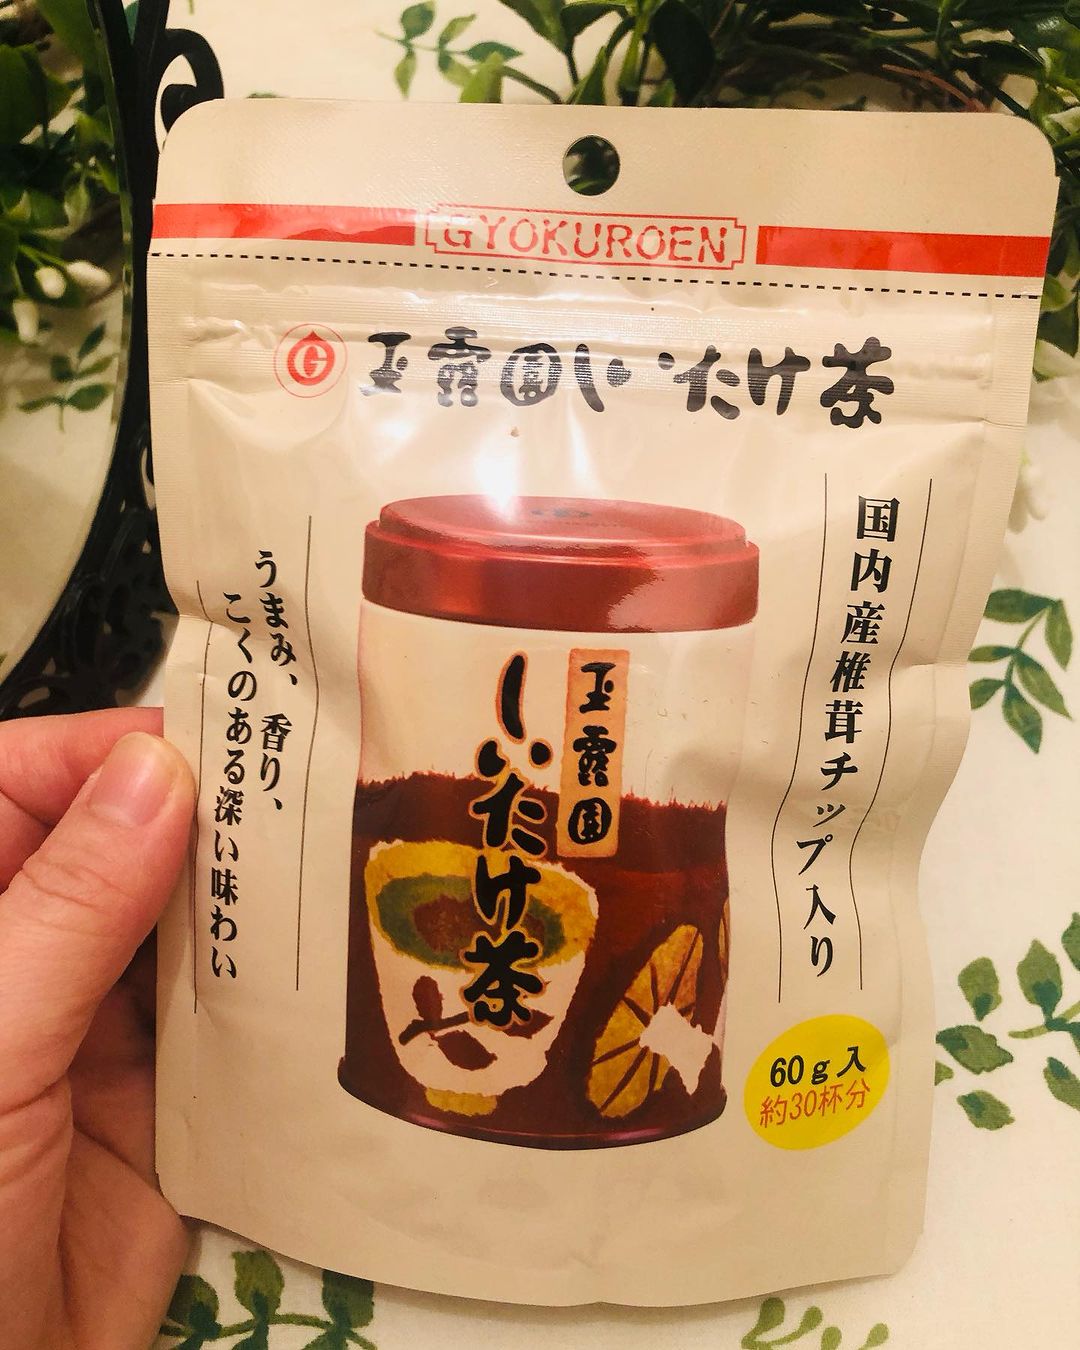 GYOKUROEN
G 玉露園しいたけ茶
国内産椎茸チップ入り
うまみ、香り、
こくのある深い味わい
玉露園
しいたけ茶
60g入
約30杯分